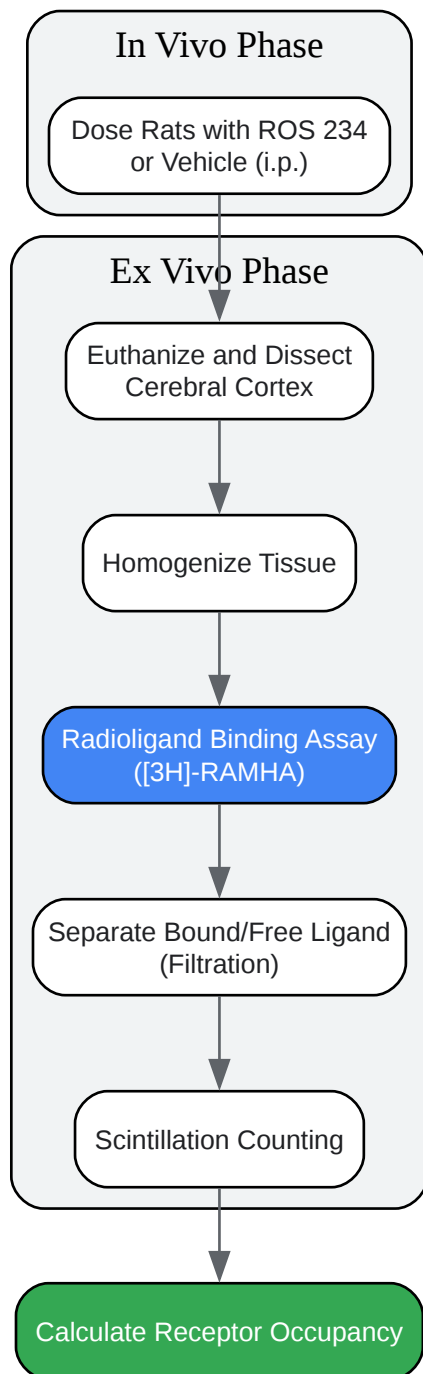 In Vivo Phase
Dose Rats with ROS 234
or Vehicle (i.p.)
Ex Vivo Phase
Euthanize and Dissect
Cerebral Cortex
Homogenize Tissue
Radioligand Binding Assay
([3H]-RAMHA)
Separate Bound/Free Ligand
(Filtration)
Scintillation Counting
Calculate Receptor Occupancy